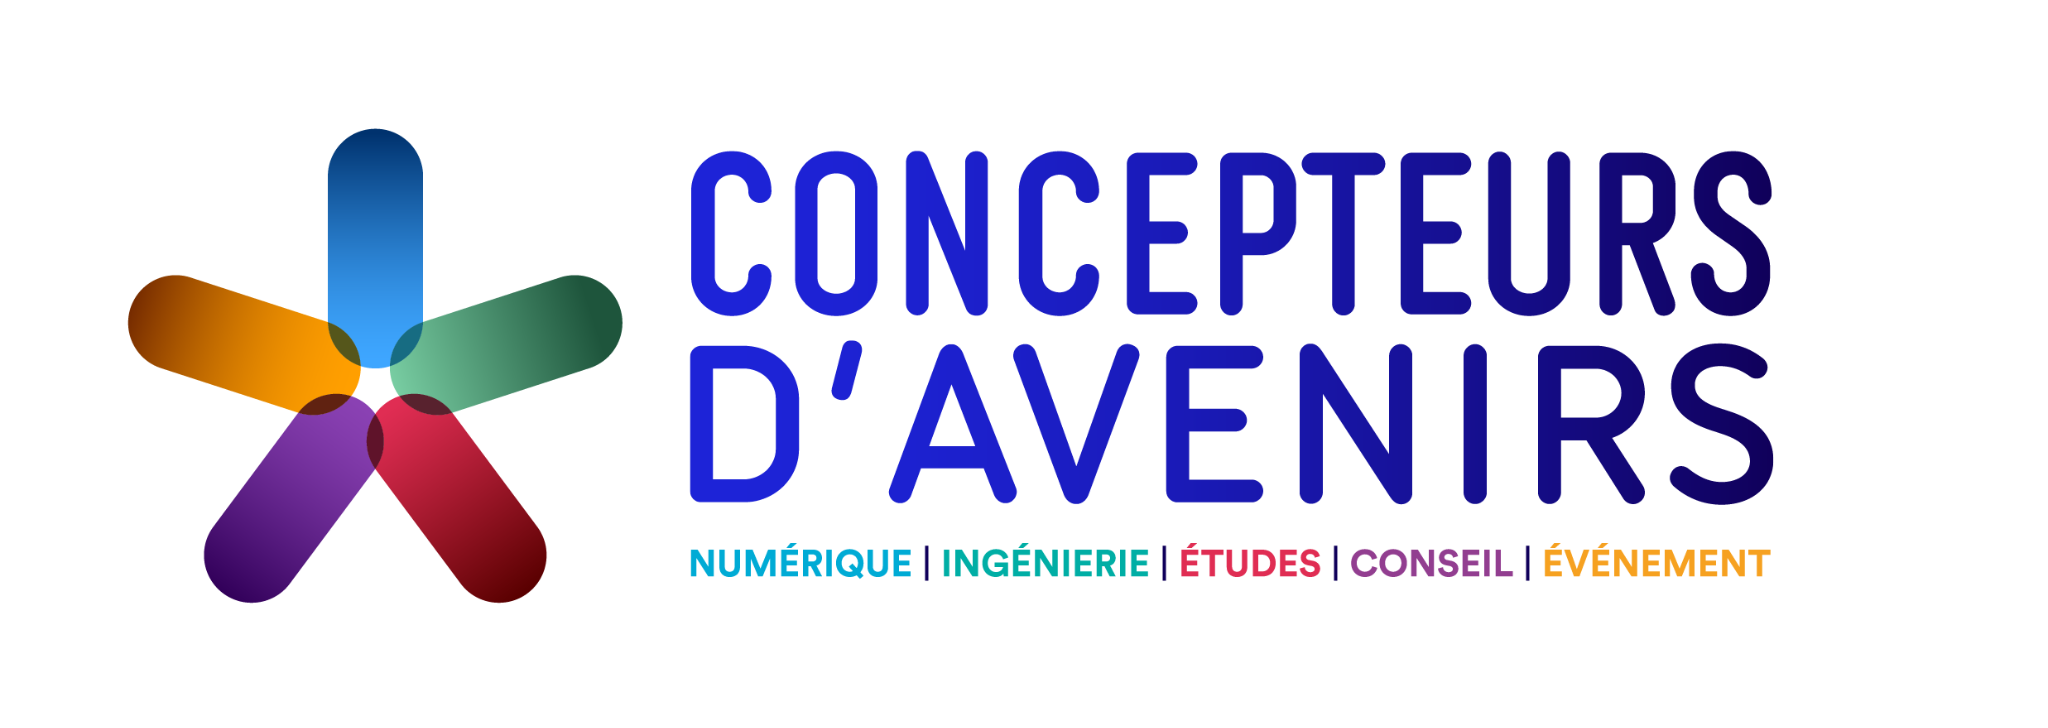 CONCEPTEURS
D'AVENIRS
NUMÉRIQUE | INGÉNIERIE | ÉTUDES | CONSEIL | ÉVÉNEMENT